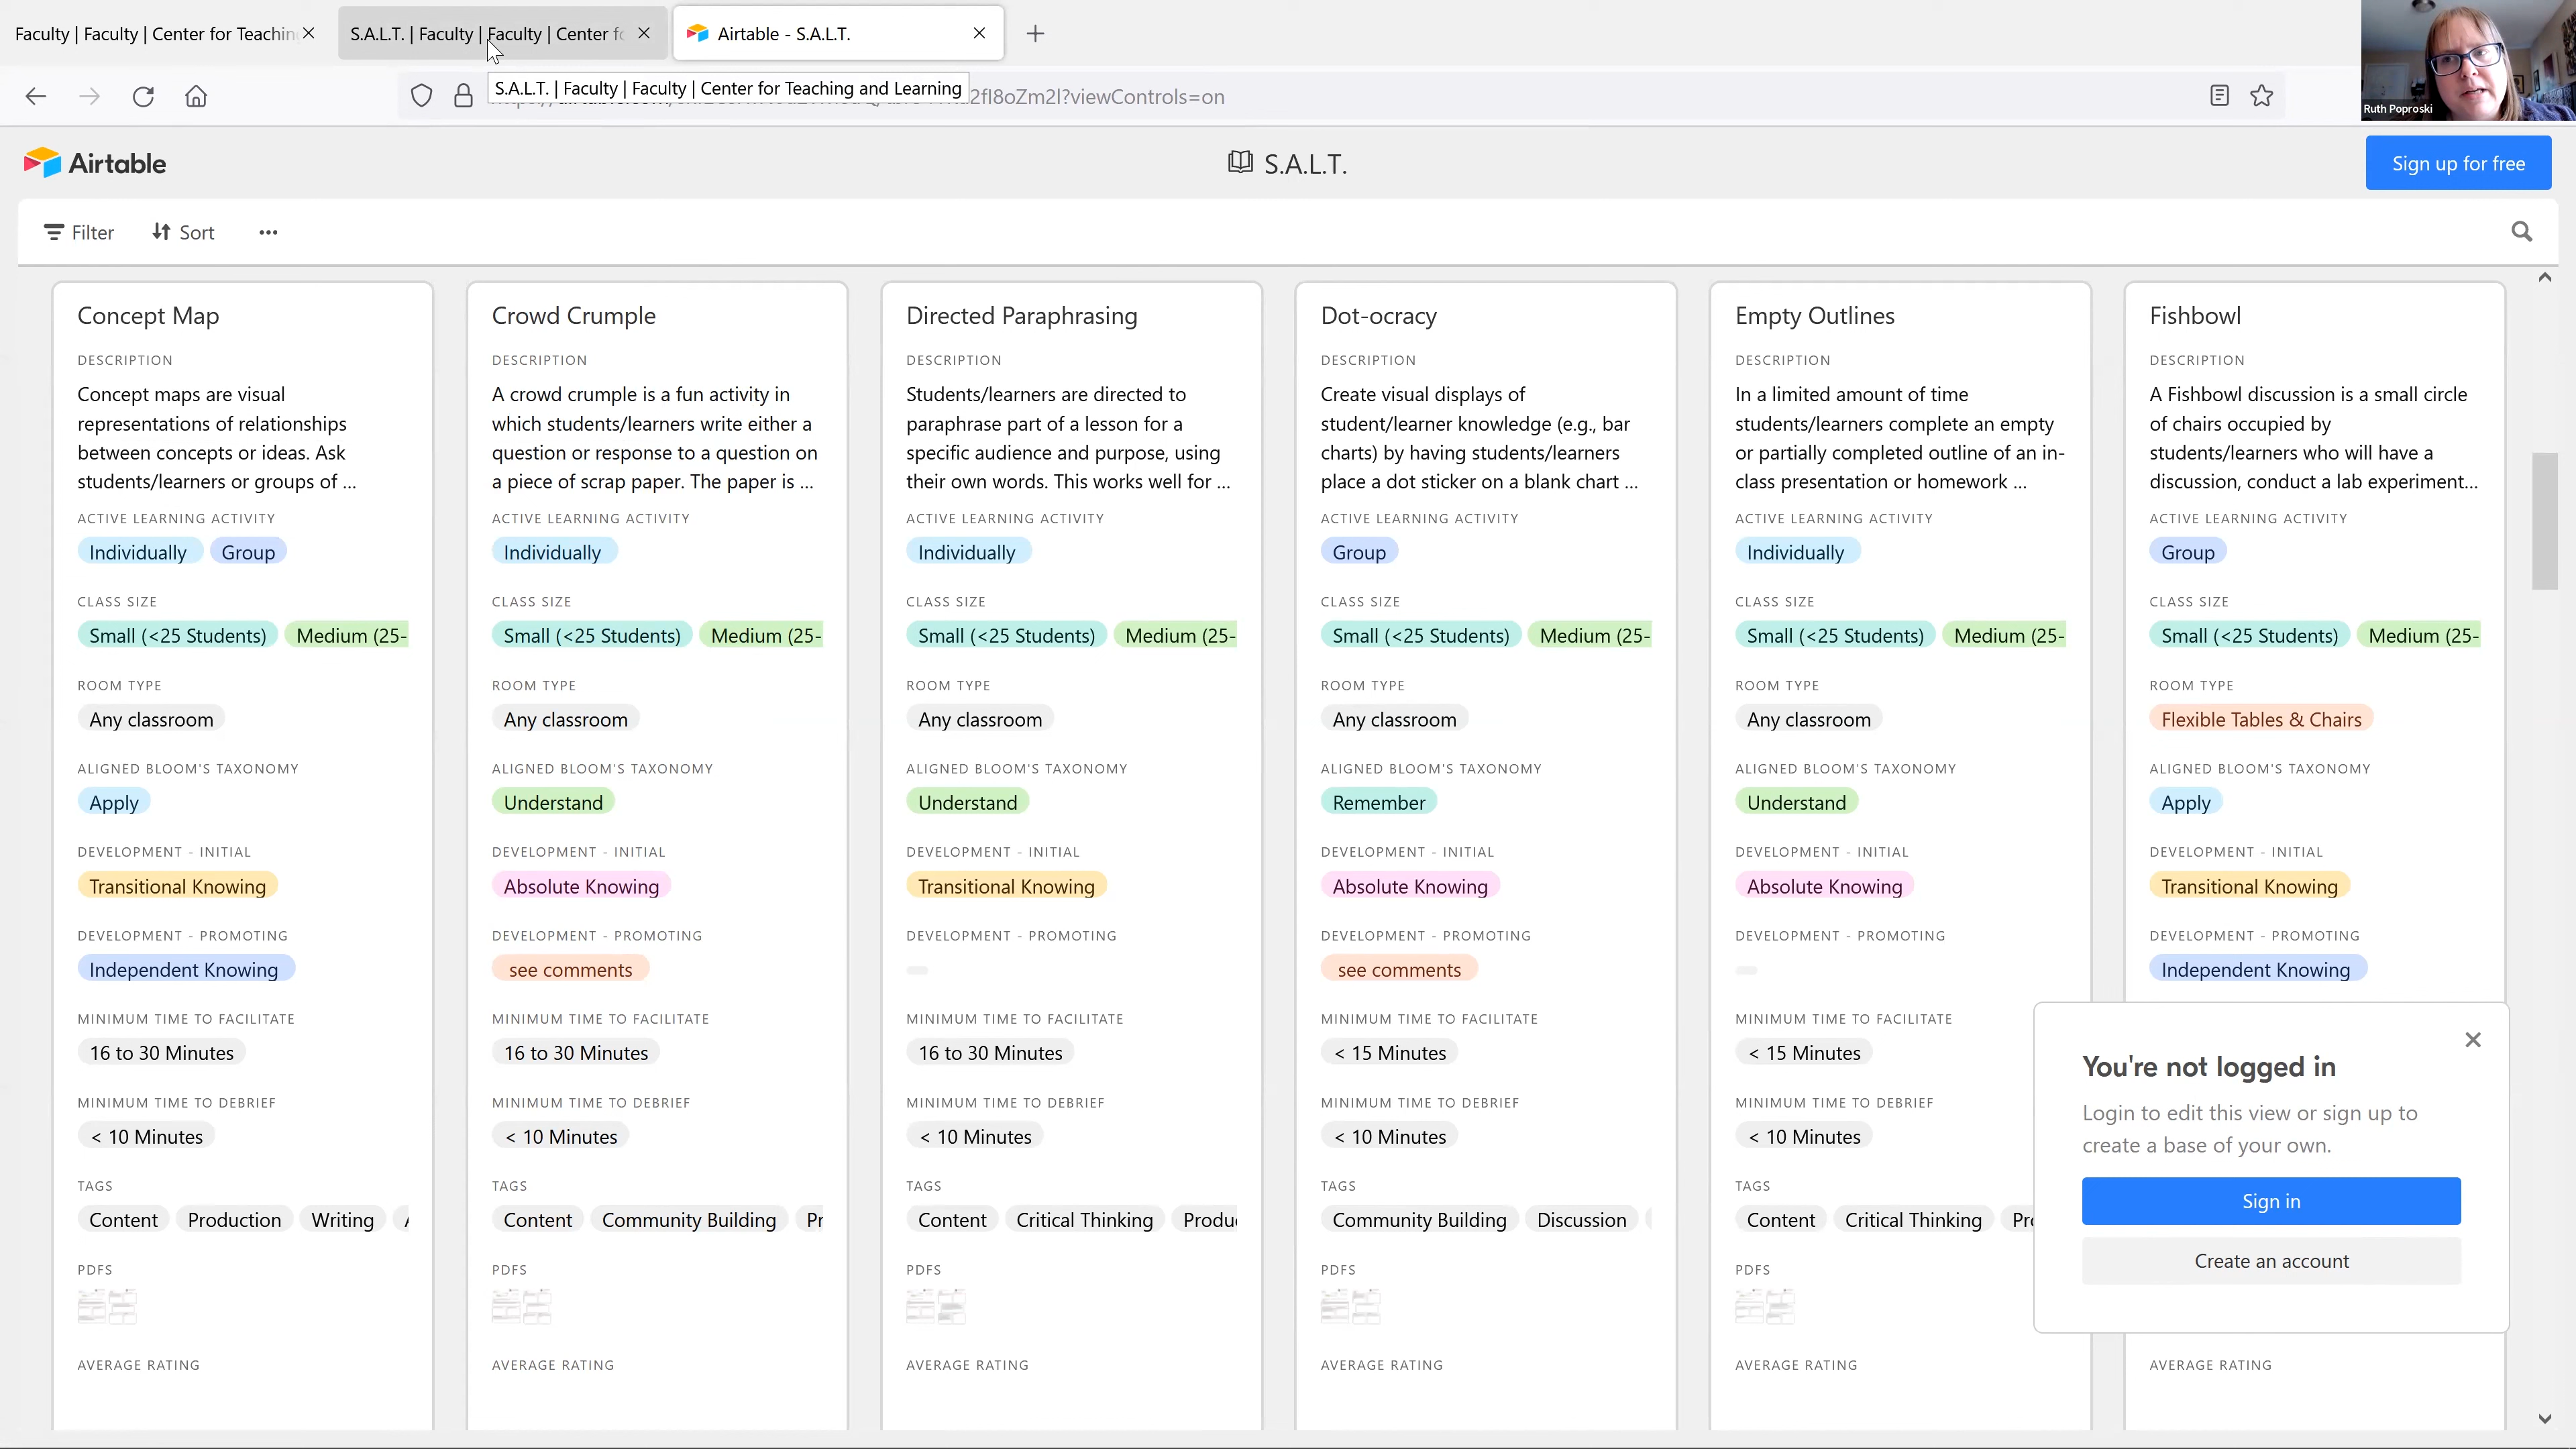 Faculty | Faculty | Center for Teaching
S.A.L.T. | Faculty | Faculty | Center fo
Airtable - S.A.L.T.
S.A.L.T. | Faculty | Faculty | Center for Teaching and Learning
2fI8oZm2l?viewControls=on
Ruth Poproski
Airtable
S.A.L.T.
Sign up for free
Filter
Sort
Concept Map
DESCRIPTION
Concept maps are visual
representations of relationships
between concepts or ideas. Ask
students/learners or groups of ...
ACTIVE LEARNING ACTIVITY
Individually Group
CLASS SIZE
Small (<25 Students) Medium (25-
ROOM TYPE
Any classroom
ALIGNED BLOOM'S TAXONOMY
Apply
DEVELOPMENT - INITIAL
Transitional Knowing
DEVELOPMENT - PROMOTING
Independent Knowing
MINIMUM TIME TO FACILITATE
16 to 30 Minutes
MINIMUM TIME TO DEBRIEF
< 10 Minutes
TAGS
Content Production Writing
PDFS
AVERAGE RATING
Crowd Crumple
DESCRIPTION
A crowd crumple is a fun activity in
which students/learners write either a
question or response to a question on
a piece of scrap paper. The paper is ...
ACTIVE LEARNING ACTIVITY
Individually
CLASS SIZE
Small (<25 Students) Medium (25-
ROOM TYPE
Any classroom
ALIGNED BLOOM'S TAXONOMY
Understand
DEVELOPMENT - INITIAL
Absolute Knowing
DEVELOPMENT - PROMOTING
see comments
MINIMUM TIME TO FACILITATE
16 to 30 Minutes
MINIMUM TIME TO DEBRIEF
< 10 Minutes
TAGS
Content Community Building Pr
PDFS
AVERAGE RATING
Directed Paraphrasing
DESCRIPTION
Students/learners are directed to
paraphrase part of a lesson for a
specific audience and purpose, using
their own words. This works well for ...
ACTIVE LEARNING ACTIVITY
Individually
CLASS SIZE
Small (<25 Students) Medium (25-
ROOM TYPE
Any classroom
ALIGNED BLOOM'S TAXONOMY
Understand
DEVELOPMENT - INITIAL
Transitional Knowing
DEVELOPMENT - PROMOTING
MINIMUM TIME TO FACILITATE
16 to 30 Minutes
MINIMUM TIME TO DEBRIEF
< 10 Minutes
TAGS
Content Critical Thinking Produ
PDFS
AVERAGE RATING
Dot-ocracy
DESCRIPTION
Create visual displays of
student/learner knowledge (e.g., bar
charts) by having students/learners
place a dot sticker on a blank chart ...
ACTIVE LEARNING ACTIVITY
Group
CLASS SIZE
Small (<25 Students) Medium (25-
ROOM TYPE
Any classroom
ALIGNED BLOOM'S TAXONOMY
Remember
DEVELOPMENT - INITIAL
Absolute Knowing
DEVELOPMENT - PROMOTING
see comments
MINIMUM TIME TO FACILITATE
< 15 Minutes
MINIMUM TIME TO DEBRIEF
< 10 Minutes
TAGS
Community Building Discussion
PDFS
AVERAGE RATING
Empty Outlines
DESCRIPTION
In a limited amount of time
students/learners complete an empty
or partially completed outline of an in-
class presentation or homework ...
ACTIVE LEARNING ACTIVITY
Individually
CLASS SIZE
Small (<25 Students) Medium (25-
ROOM TYPE
Any classroom
ALIGNED BLOOM'S TAXONOMY
Understand
DEVELOPMENT - INITIAL
Absolute Knowing
DEVELOPMENT - PROMOTING
MINIMUM TIME TO FACILITATE
< 15 Minutes
MINIMUM TIME TO DEBRIEF
< 10 Minutes
TAGS
Content Critical Thinking Pro
PDFS
AVERAGE RATING
Fishbowl
DESCRIPTION
A Fishbowl discussion is a small circle
of chairs occupied by
students/learners who will have a
discussion, conduct a lab experiment...
ACTIVE LEARNING ACTIVITY
Group
CLASS SIZE
Small (<25 Students) Medium (25-
ROOM TYPE
Flexible Tables & Chairs
ALIGNED BLOOM'S TAXONOMY
Apply
DEVELOPMENT - INITIAL
Transitional Knowing
DEVELOPMENT - PROMOTING
Independent Knowing
AVERAGE RATING
You're not logged in
Login to edit this view or sign up to
create a base of your own.
Sign in
Create an account